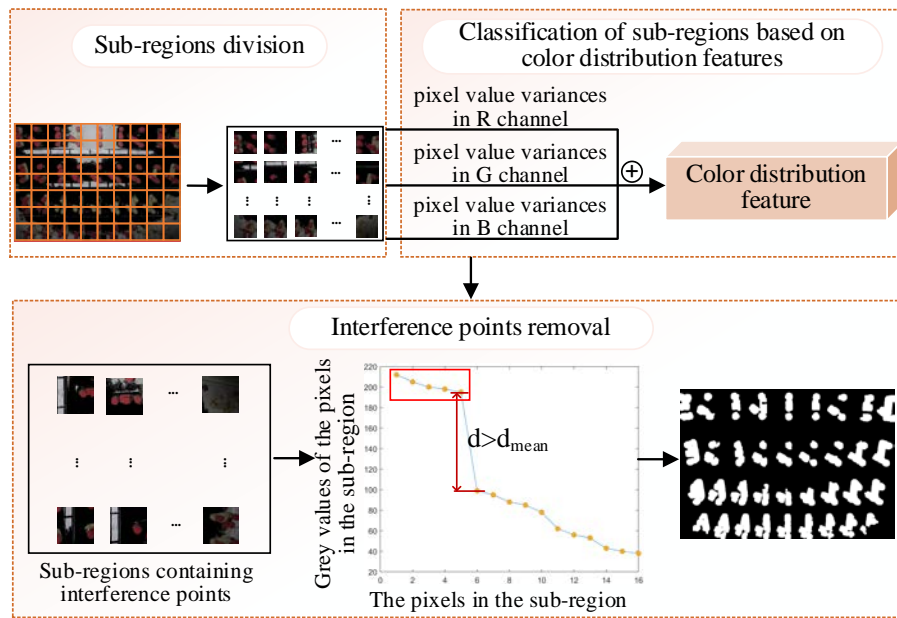 Sub-regions division
Classification of sub-regions based on
color distribution features
pixel value variances
in R channel
pixel value variances
in G channel
pixel value variances
in B channel
...
...
...
...
...
...
...
Color distribution
feature
Interference points removal
...
...
...
...
Sub-regions containing
interference points
Grey values of the pixels
in the sub-region
220
200
180
160
140
120
100
80
60
40
20
d>dmean
0 2 4 6 8 10 12 14 16
The pixels in the sub-region